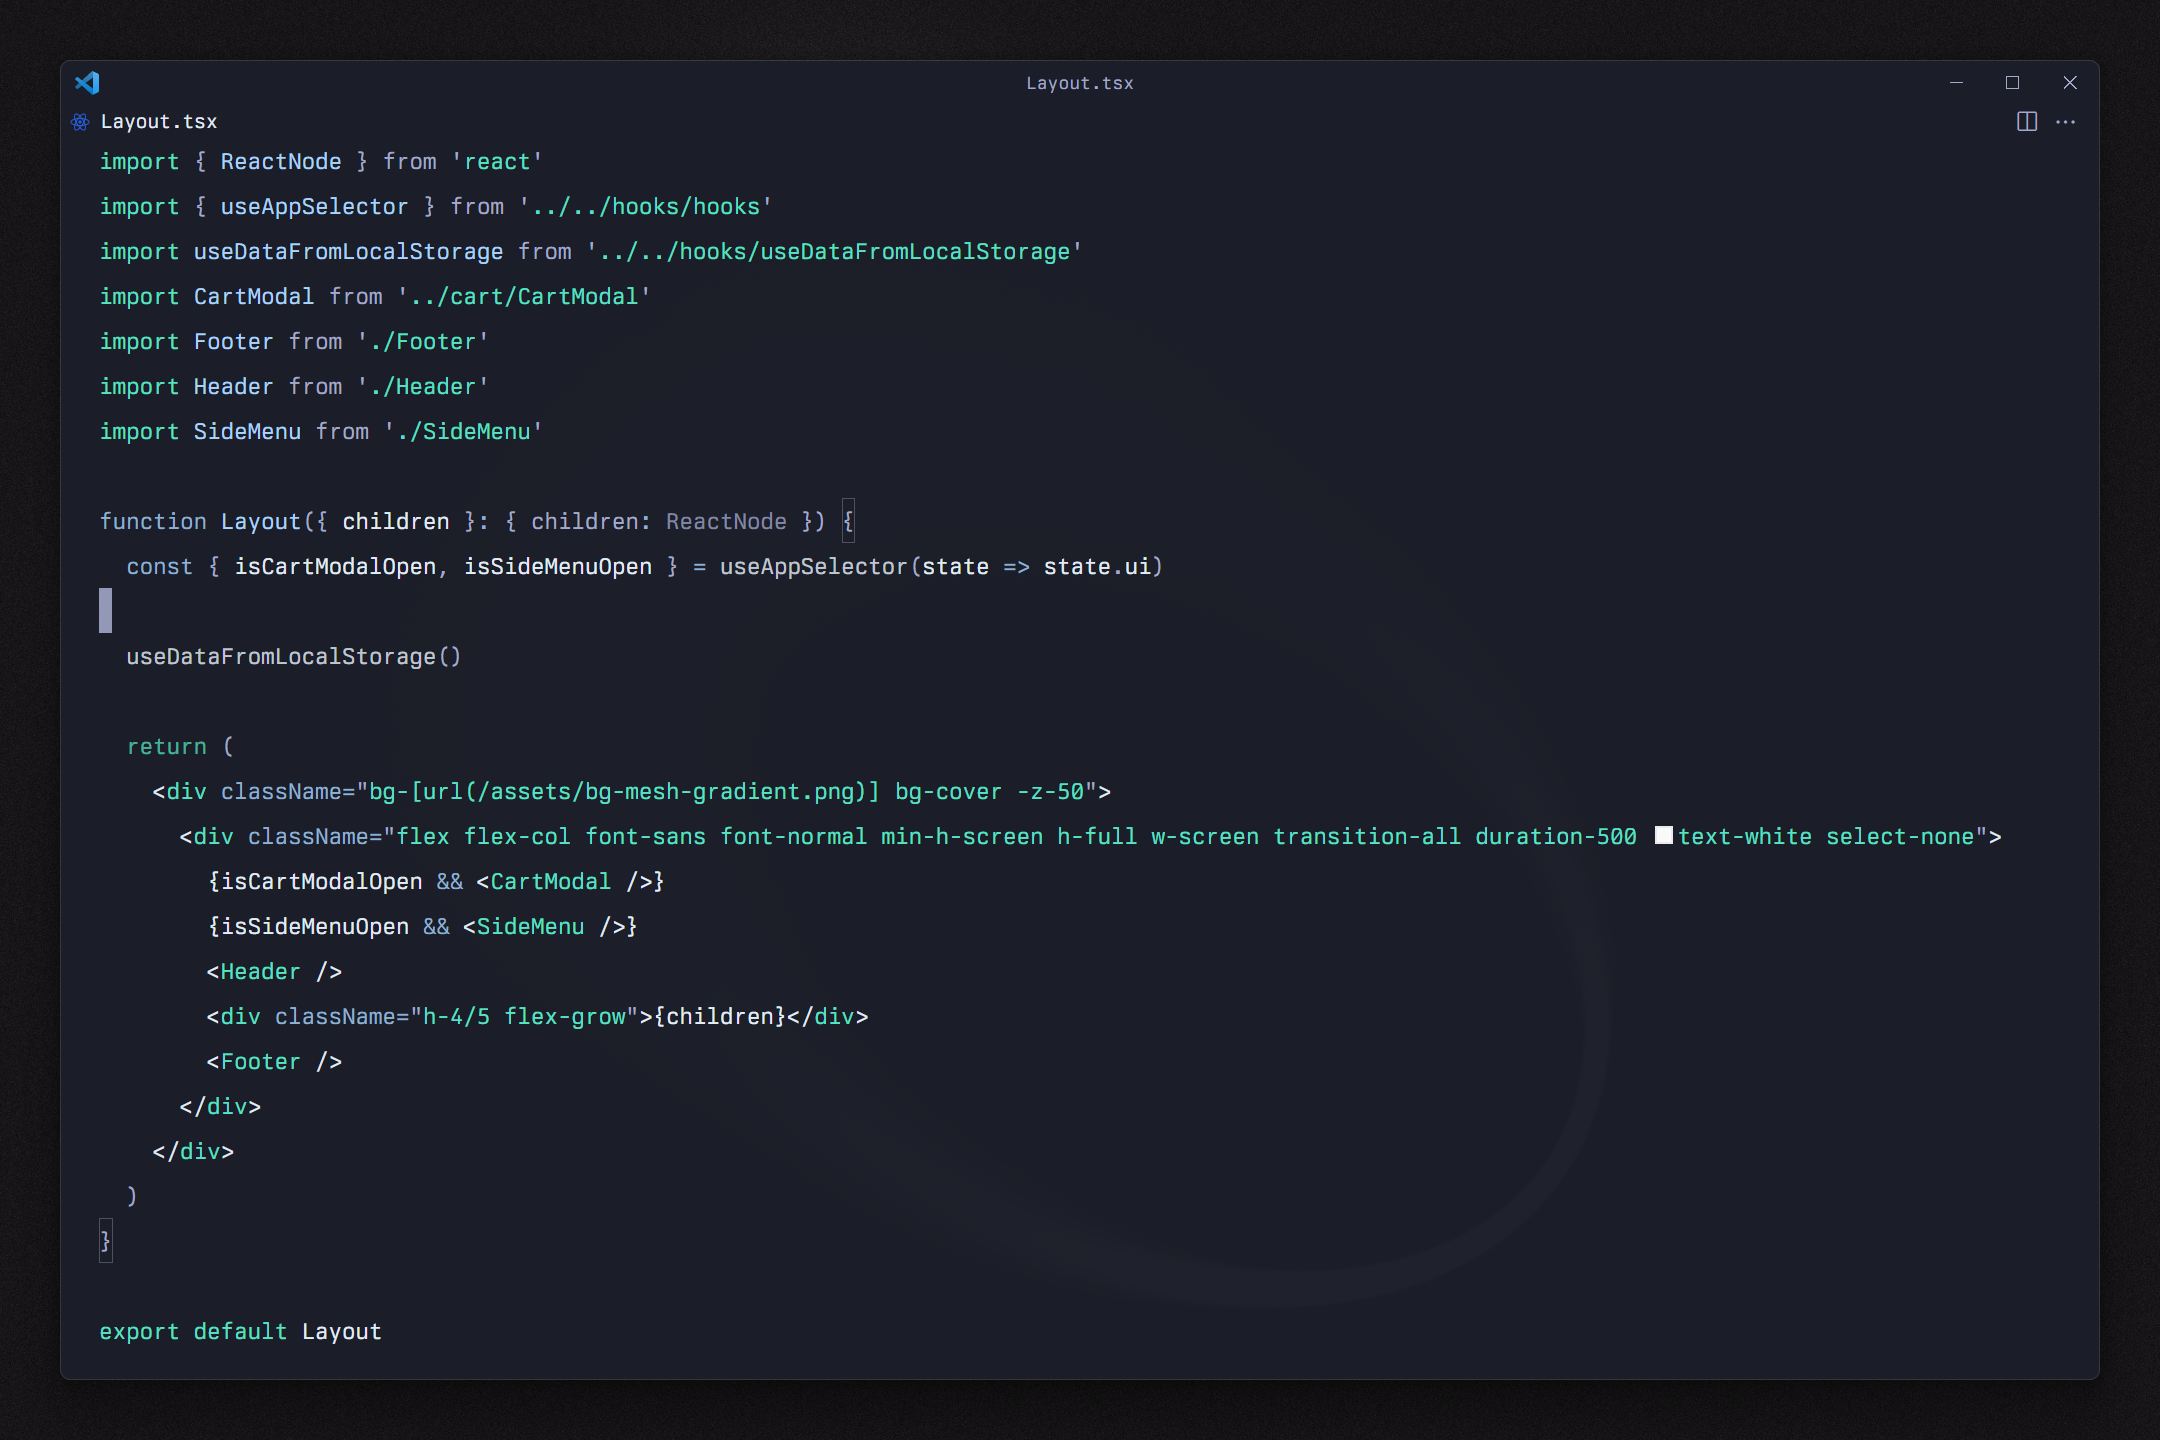 Layout.tsx
Layout.tsx
import { ReactNode } from 'react'
import { useAppSelector } from '../../hooks/hooks'
import useDataFromLocalStorage from '../../hooks/useDataFromLocalStorage'
import CartModal from '../cart/CartModal'
import Footer from './Footer'
import Header from './Header'
import SideMenu from './SideMenu'
function Layout({ children }: { children: ReactNode }) {
  const { isCartModalOpen, isSideMenuOpen } = useAppSelector(state => state.ui)
  useDataFromLocalStorage()
  return (
    <div className="bg-[url(/assets/bg-mesh-gradient.png)] bg-cover -z-50">
      <div className="flex flex-col font-sans font-normal min-h-screen h-full w-screen transition-all duration-500 text-white select-none">
        {isCartModalOpen && <CartModal />}
        {isSideMenuOpen && <SideMenu />}
        <Header />
        <div className="h-4/5 flex-grow">{children}</div>
        <Footer />
      </div>
    </div>
  )
}
export default Layout